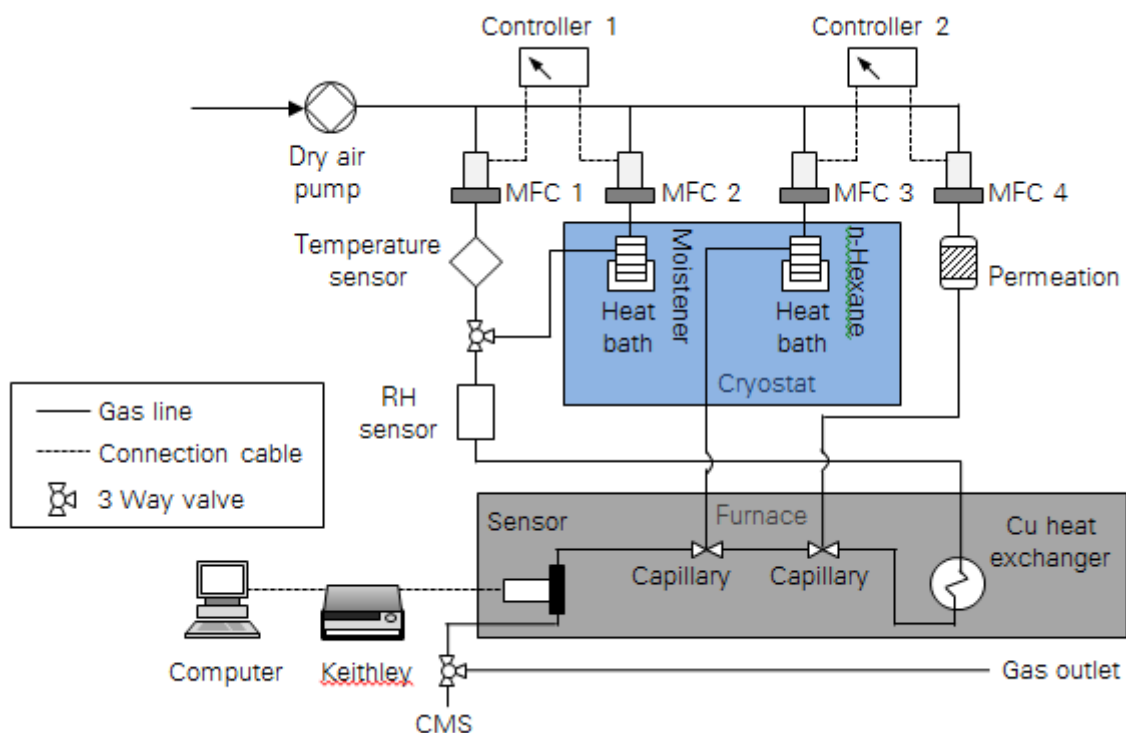 Controller 1
Controller 2
Dry air
pump
MFC 1
MFC 2
MFC 3
MFC 4
Temperature
sensor
Moistener
n-Hexane
Permeation
Heat
bath
Heat
bath
Cryostat
RH
sensor
Gas line
Connection cable
3 Way valve
Sensor
Furnace
Cu heat
exchanger
Capillary
Capillary
Computer
Keithley
Gas outlet
CMS